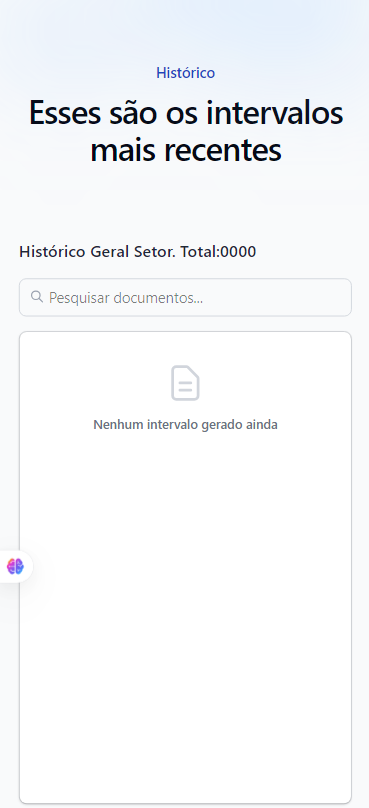 Histórico
Esses são os intervalos
mais recentes
Histórico Geral Setor. Total:0000
Pesquisar documentos...
Nenhum intervalo gerado ainda